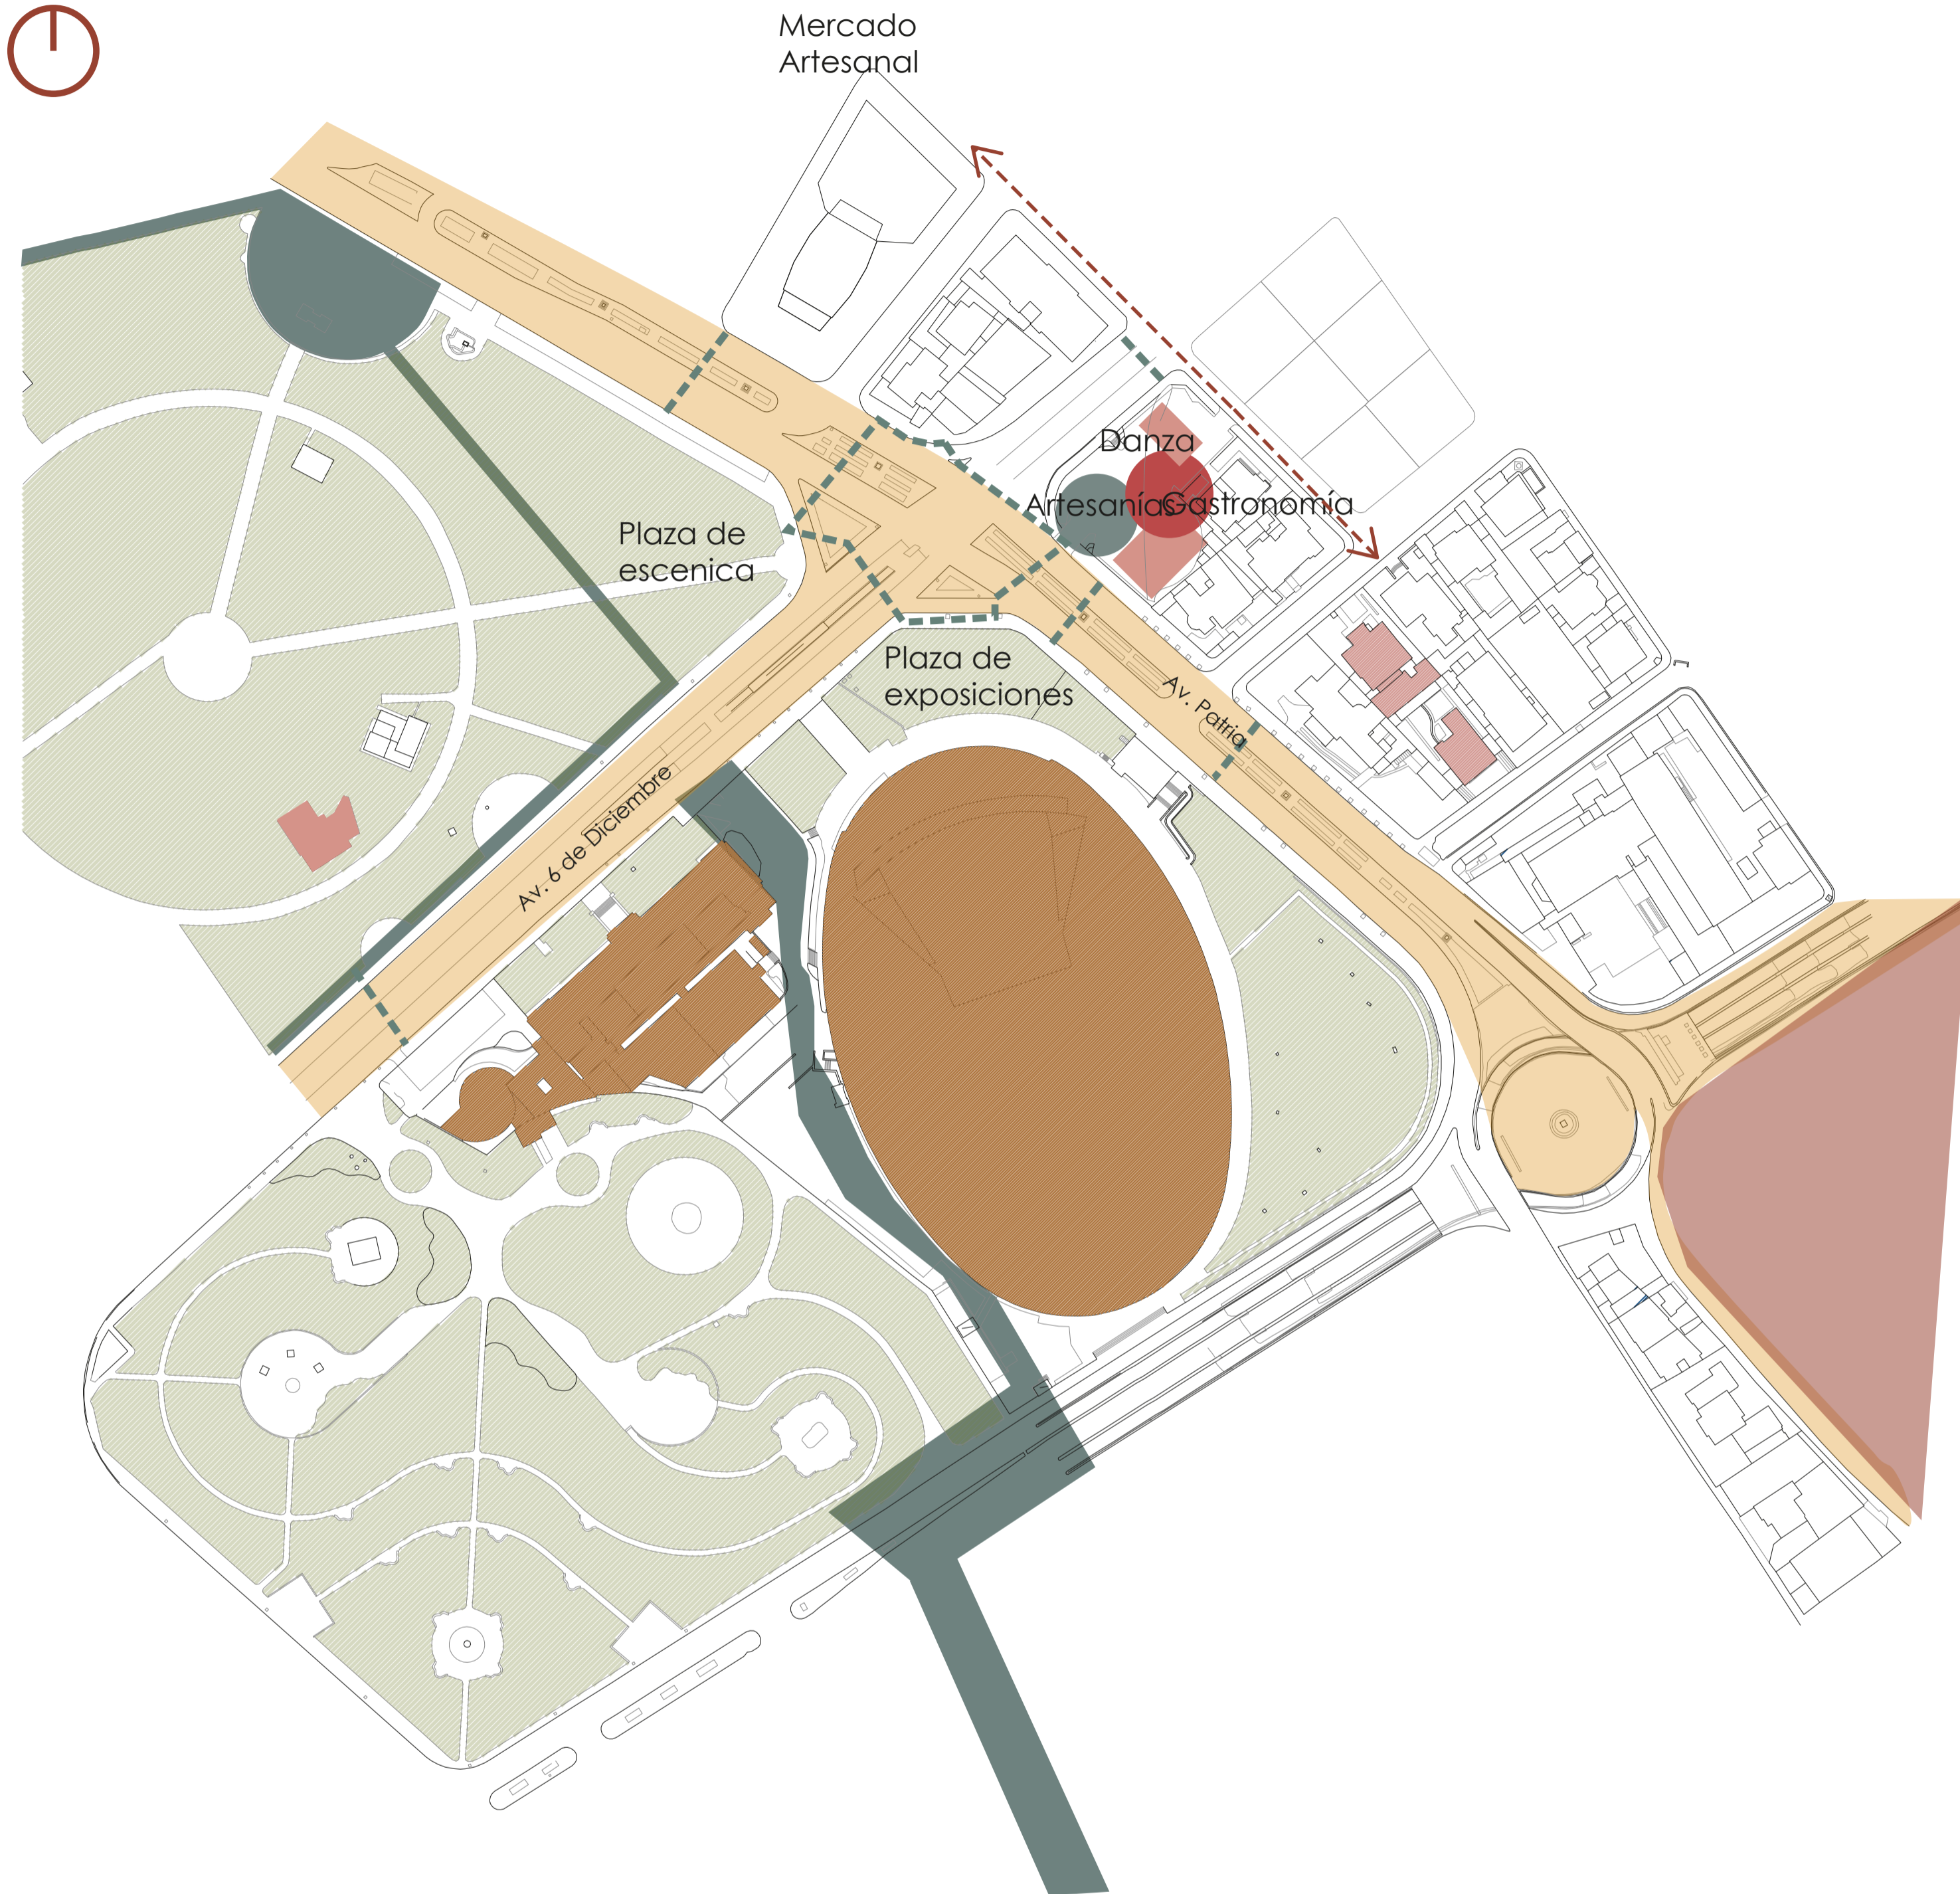 Mercado
Artesanal
Danza
Artesanías
Gastronomía
Plaza de
escenica
Plaza de
exposiciones
Av. Patria
Av. 6 de Diciembre